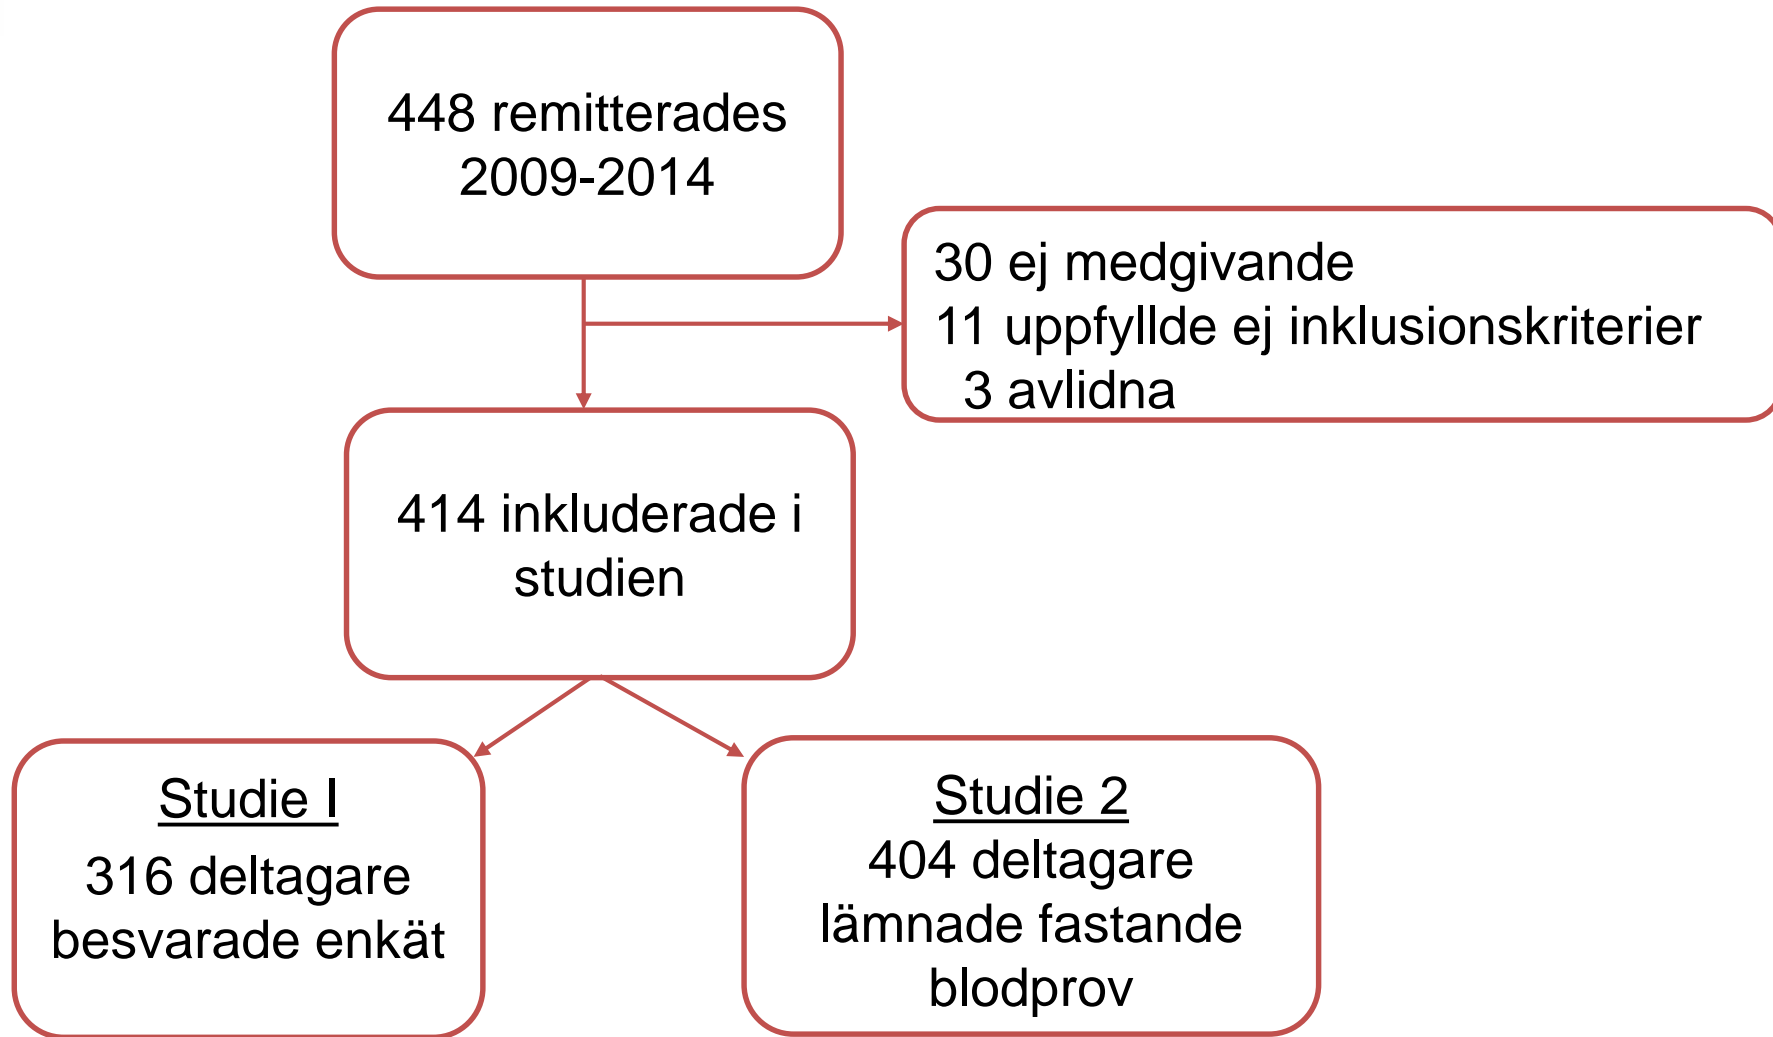 448 remitterades
2009-2014
30 ej medgivande
11 uppfyllde ej inklusionskriterier
3 avlidna
414 inkluderade i
studien
Studie I
316 deltagare
besvarade enkät
Studie 2
404 deltagare
lämnade fastande
blodprov